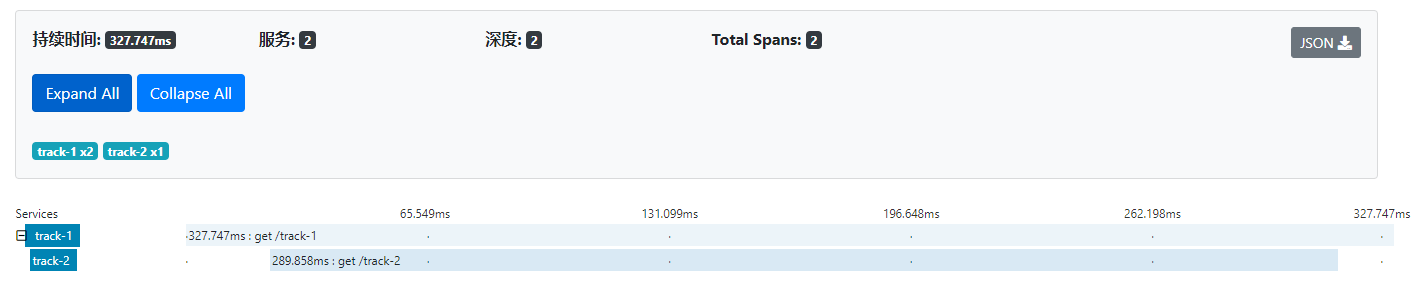 持续时间: 327.747ms 服务: 2 深度: 2 Total Spans: 2 JSON
Expand All Collapse All
track-1 x2 track-2 x1
Services 65.549ms 131.099ms 196.648ms 262.198ms 327.747ms
track-1 327.747ms : get /track-1
track-2 289.858ms : get /track-2